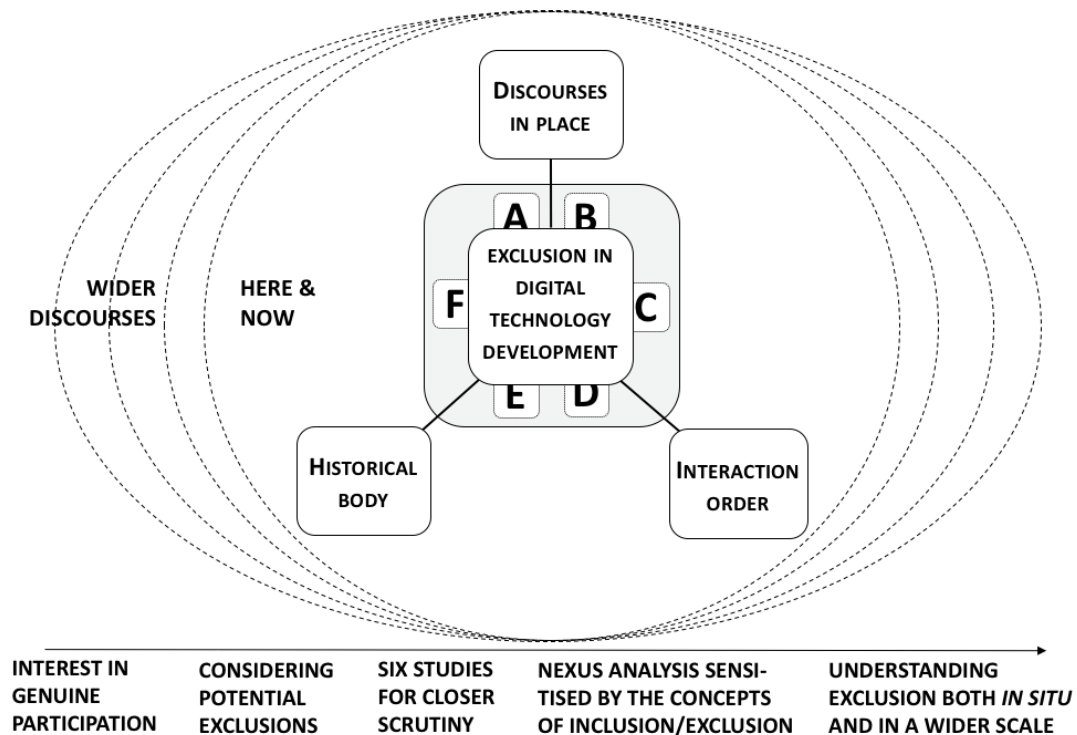 DISCOURSES
IN PLACE
A B
EXCLUSION IN
DIGITAL
TECHNOLOGY
DEVELOPMENT
F
C
E D
WIDER
DISCOURSES
HERE &
NOW
HISTORICAL
BODY
INTERACTION
ORDER
INTEREST IN
GENUINE
PARTICIPATION
CONSIDERING
POTENTIAL
EXCLUSIONS
SIX STUDIES
FOR CLOSER
SCRUTINY
NEXUS ANALYSIS SENSI-
TISED BY THE CONCEPTS
OF INCLUSION/EXCLUSION
UNDERSTANDING
EXCLUSION BOTH IN SITU
AND IN A WIDER SCALE